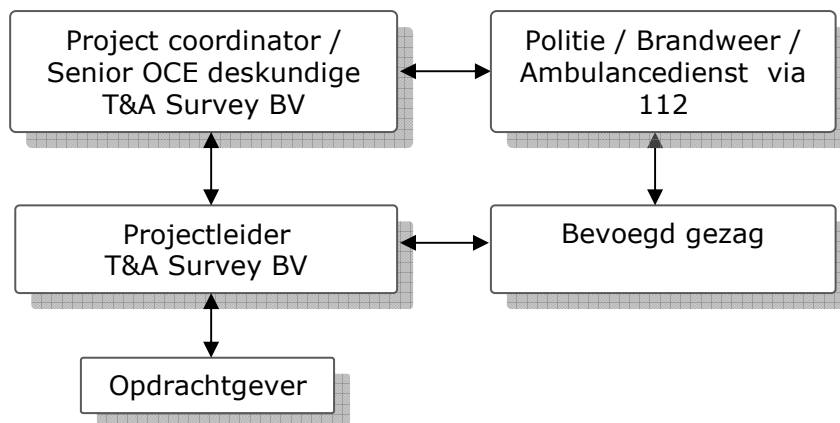 Project coordinator /
Senior OCE deskundige
T&A Survey BV
Politie / Brandweer /
Ambulancedienst via
112
Projectleider
T&A Survey BV
Bevoegd gezag
Opdrachtgever